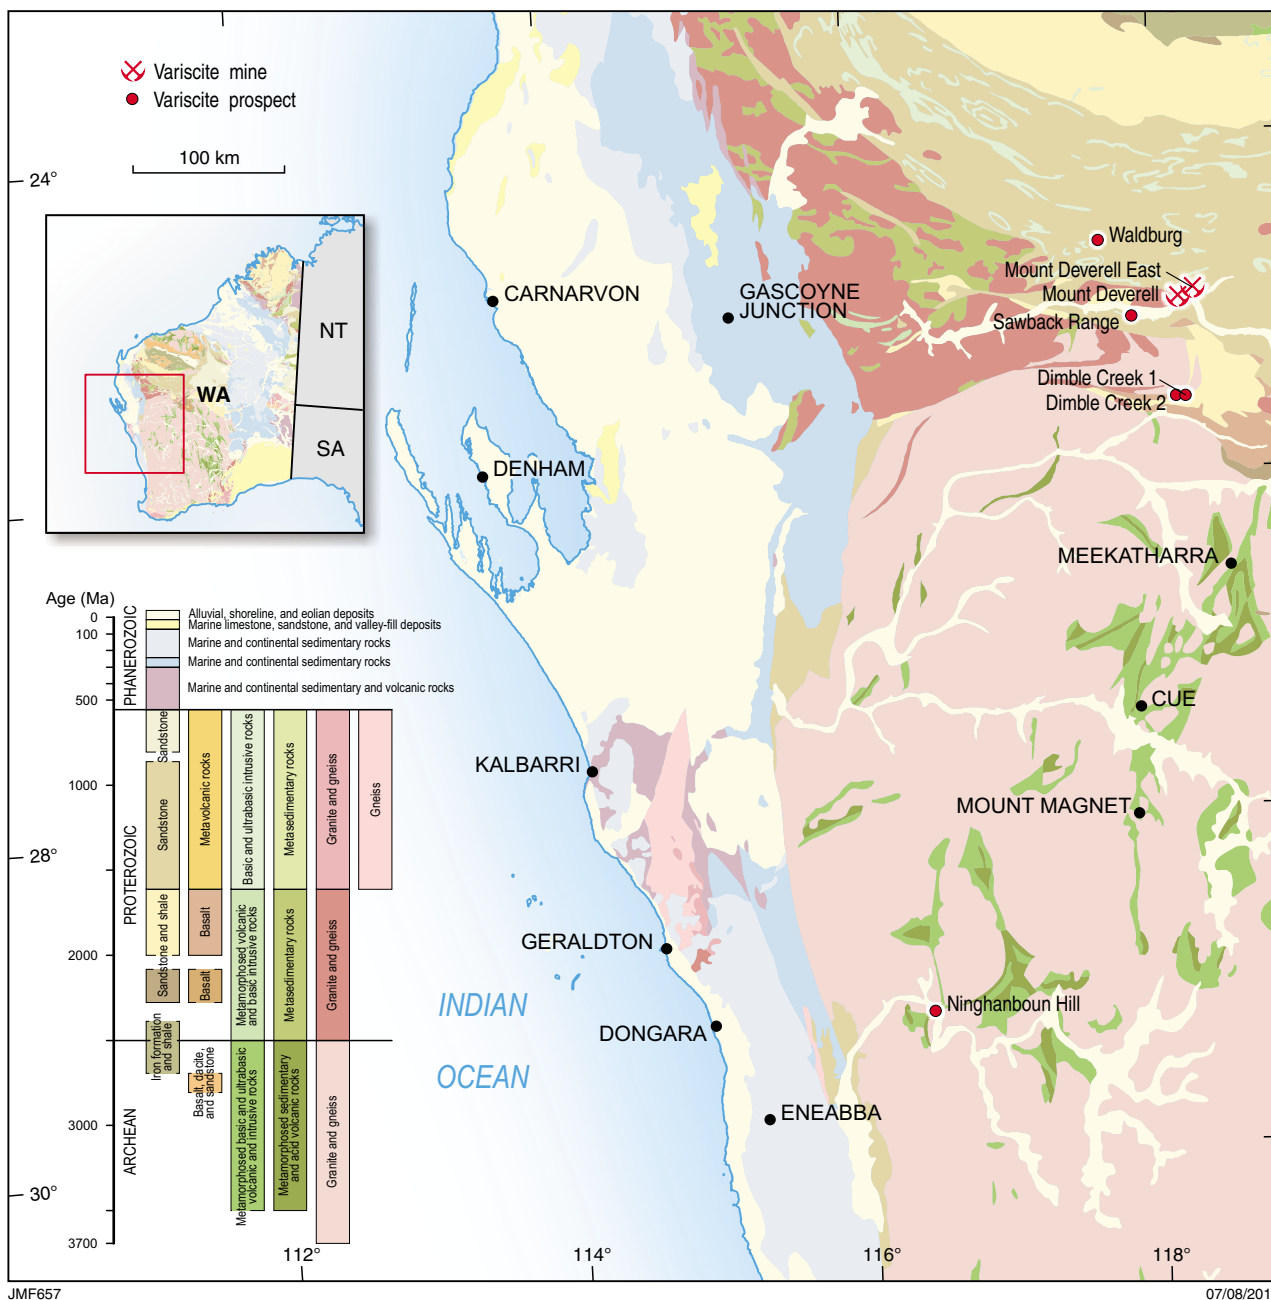 Variscite mine
Variscite prospect
100 km
24°
28°
30°
112°
114°
116°
118°
NT
WA
SA
CARNARVON
GASCOYNE
JUNCTION
DENHAM
Waldburg
Mount Deverell East
Mount Deverell
Sawback Range
Dimble Creek 1
Dimble Creek 2
MEEKATHARRA
CUE
KALBARRI
MOUNT MAGNET
GERALDTON
Ninghanboun Hill
DONGARA
ENEABBA
INDIAN
OCEAN
Age (Ma)
0
100
500
1000
2000
3000
3700
PHANEROZOIC
PROTEROZOIC
ARCHEAN
Alluvial, shoreline, and eolian deposits
Marine limestone, sandstone, and valley-fill deposits
Marine and continental sedimentary rocks
Marine and continental sedimentary rocks
Marine and continental sedimentary and volcanic rocks
Sandstone
Sandstone
Metavolcanic rocks
Basic and ultrabasic intrusive rocks
Metasedimentary rocks
Granite and gneiss
Gneiss
Sandstone and shale
Basalt
Metamorphosed volcanic
and basic intrusive rocks
Metasedimentary rocks
Granite and gneiss
Sandstone
Basalt
Iron formation
and shale
Basalt, dacite,
and sandstone
Metamorphosed basic and ultrabasic
volcanic and intrusive rocks
Metamorphosed sedimentary
and acid volcanic rocks
Granite and gneiss
JMF657
07/08/201